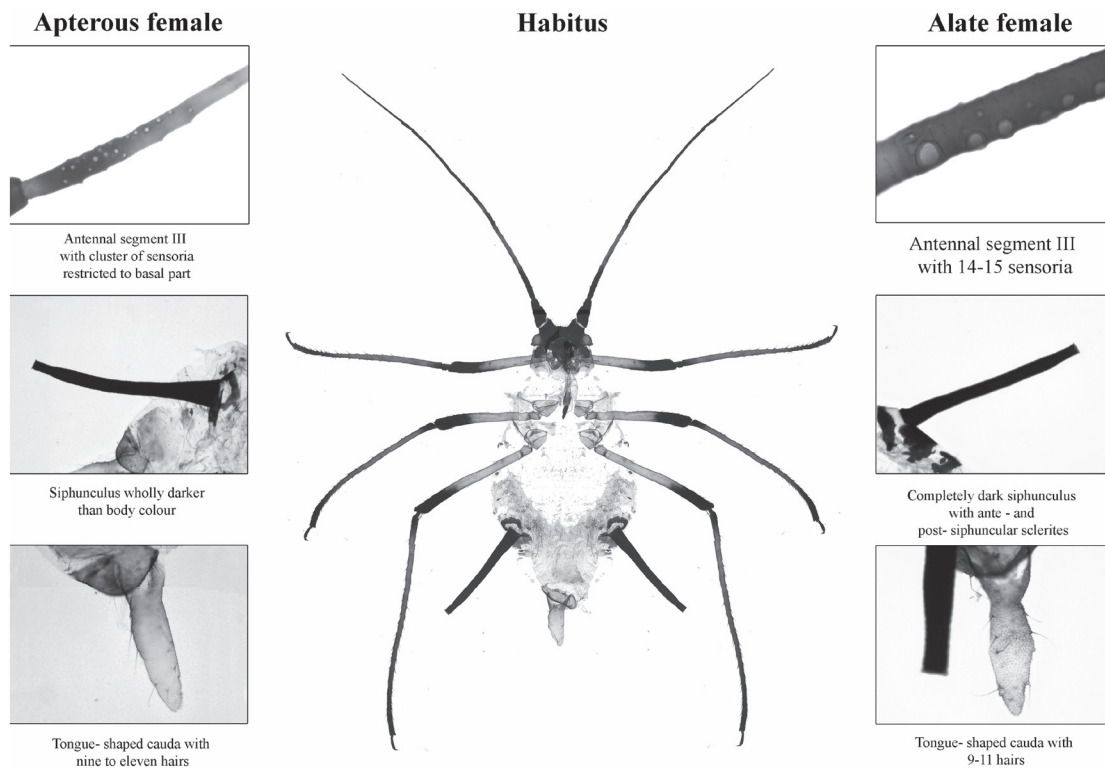 Apterous female
Habitus
Alate female
Antennal segment III
with cluster of sensoria
restricted to basal part
Antennal segment III
with 14-15 sensoria
Siphunculus wholly darker
than body colour
Completely dark siphunculus
with ante - and
post- siphuncular sclerites
Tongue- shaped cauda with
nine to eleven hairs
Tongue- shaped cauda with
9-11 hairs